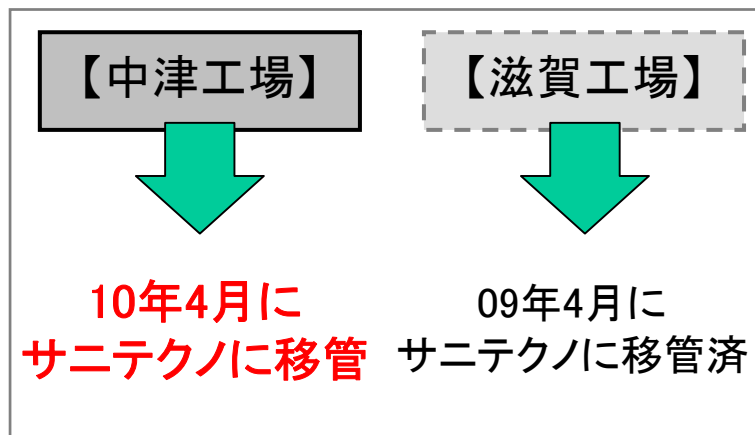 【中津工場】
【滋賀工場】
10年4月に
サニテクノに移管
09年4月に
サニテクノに移管済